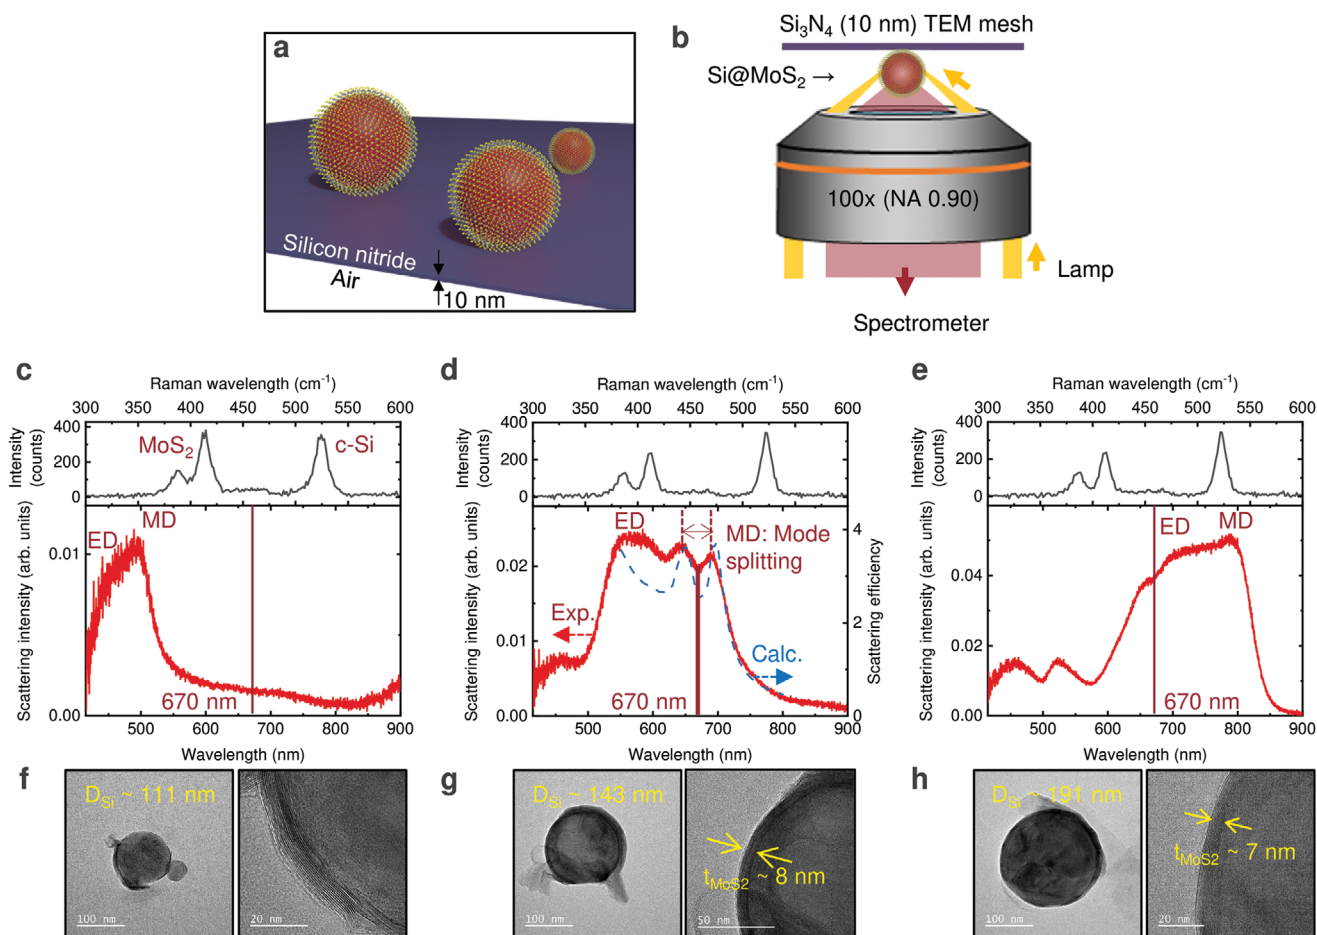 a
Silicon nitride
Air
10 nm
b
Si₃N₄ (10 nm) TEM mesh
Si@MoS₂ →
100x (NA 0.90)
Lamp
Spectrometer
c
Raman wavelength (cm⁻¹)
300 350 400 450 500 550 600
Intensity (counts)
400
200
0
MoS₂
c-Si
Scattering intensity (arb. units)
0.01
0.00
ED
MD
670 nm
500 600 700 800 900
Wavelength (nm)
d
Raman wavelength (cm⁻¹)
300 350 400 450 500 550 600
Intensity (counts)
400
200
0
Scattering intensity (arb. units)
0.02
0.01
0.00
ED
MD: Mode
splitting
Exp.
Calc.
670 nm
4
2
0
Scattering efficiency
500 600 700 800 900
Wavelength (nm)
e
Raman wavelength (cm⁻¹)
300 350 400 450 500 550 600
Intensity (counts)
400
200
0
Scattering intensity (arb. units)
0.04
0.02
0.00
ED
MD
670 nm
500 600 700 800 900
Wavelength (nm)
f
D_Si ~ 111 nm
100 nm
20 nm
g
D_Si ~ 143 nm
100 nm
t_MoS2 ~ 8 nm
50 nm
h
D_Si ~ 191 nm
100 nm
t_MoS2 ~ 7 nm
20 nm